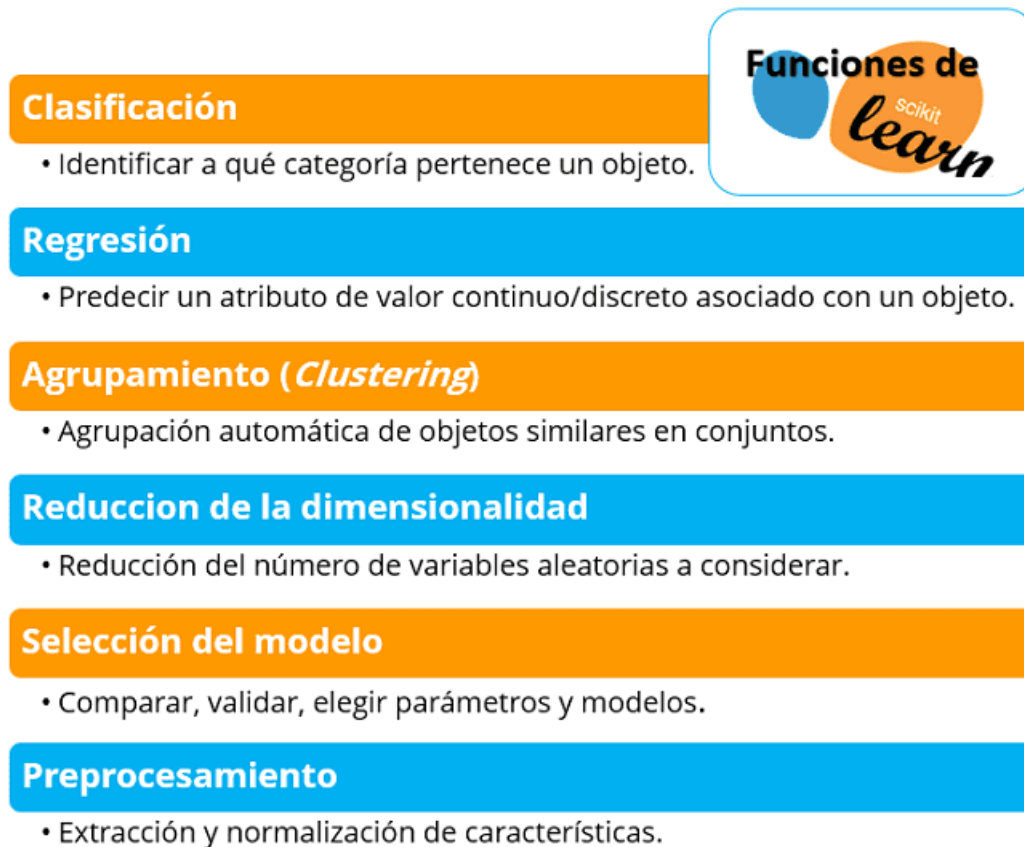 Funciones de
scikit
learn
Clasificación
• Identificar a qué categoría pertenece un objeto.
Regresión
• Predecir un atributo de valor continuo/discreto asociado con un objeto.
Agrupamiento (Clustering)
• Agrupación automática de objetos similares en conjuntos.
Reduccion de la dimensionalidad
• Reducción del número de variables aleatorias a considerar.
Selección del modelo
• Comparar, validar, elegir parámetros y modelos.
Preprocesamiento
• Extracción y normalización de características.